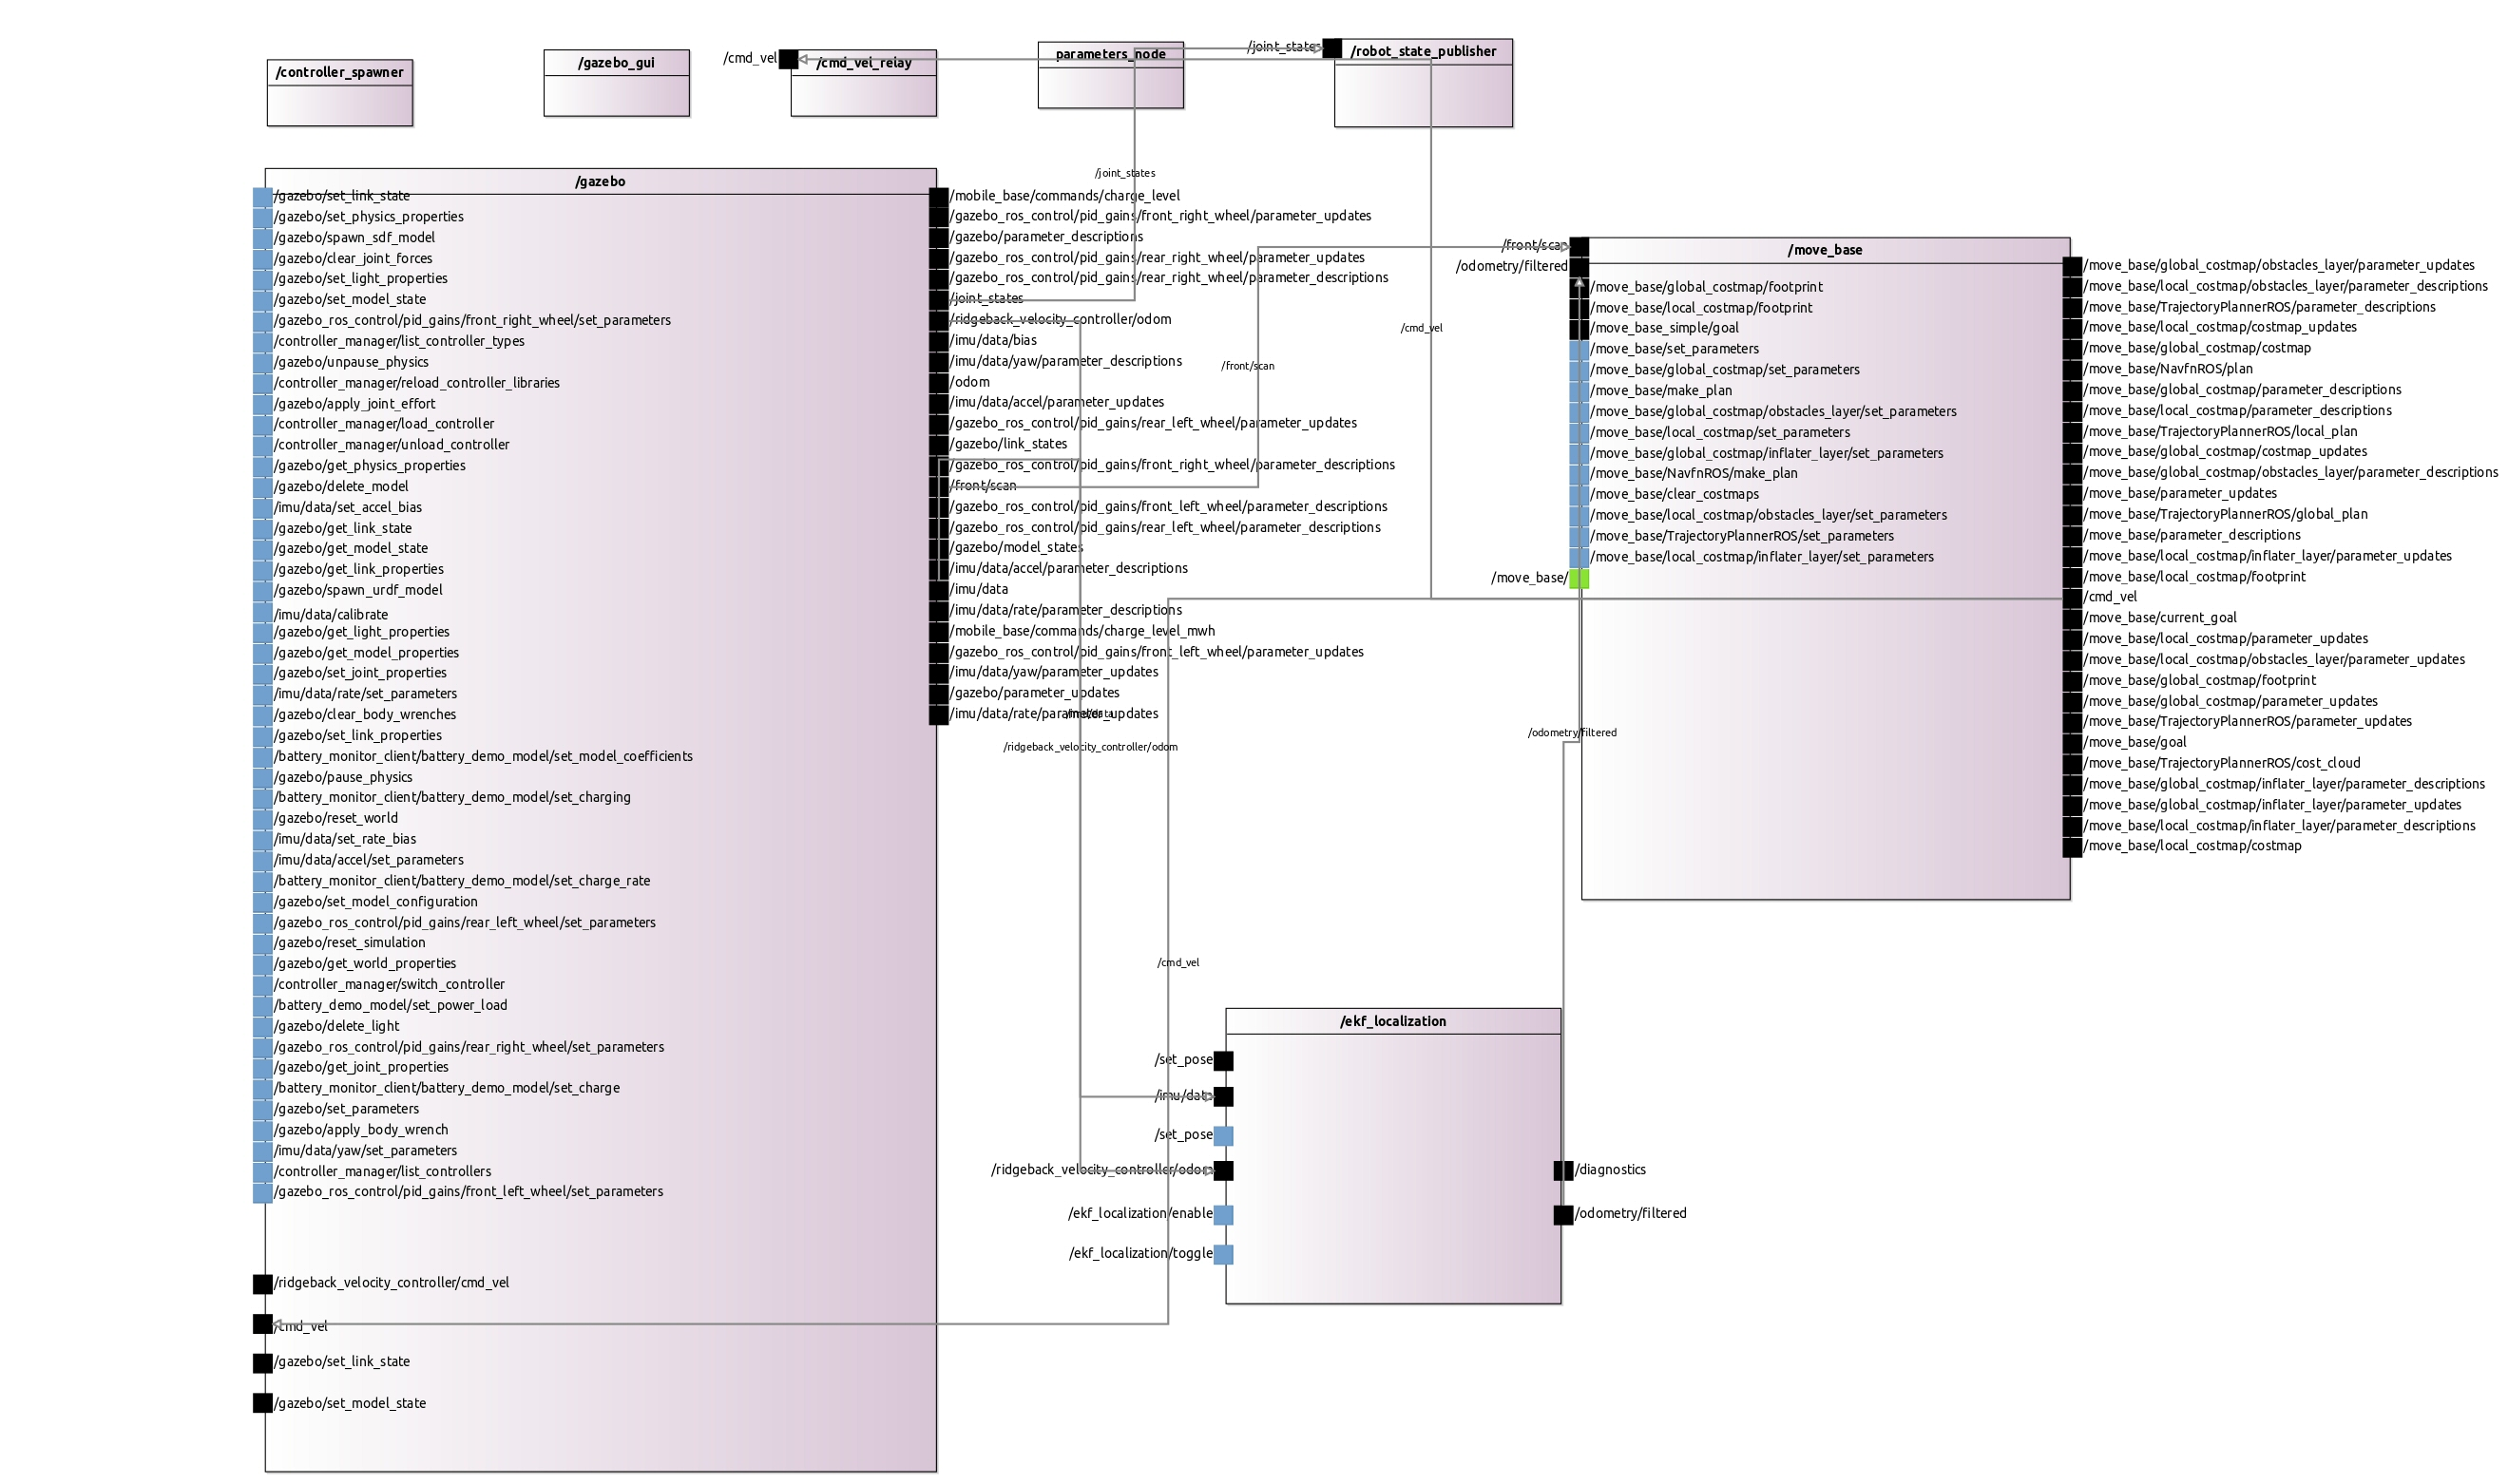 /controller_spawner
/gazebo_gui
/cmd_vel
/cmd_vel_relay
parameters_node
/joint_states
/robot_state_publisher
/gazebo
/gazebo/set_link_state
/gazebo/set_physics_properties
/gazebo/spawn_sdf_model
/gazebo/clear_joint_forces
/gazebo/set_light_properties
/gazebo/set_model_state
/gazebo_ros_control/pid_gains/front_right_wheel/set_parameters
/controller_manager/list_controller_types
/gazebo/unpause_physics
/controller_manager/reload_controller_libraries
/gazebo/apply_joint_effort
/controller_manager/load_controller
/controller_manager/unload_controller
/gazebo/get_physics_properties
/gazebo/delete_model
/imu/data/set_accel_bias
/gazebo/get_link_state
/gazebo/get_model_state
/gazebo/get_link_properties
/gazebo/spawn_urdf_model
/imu/data/calibrate
/gazebo/get_light_properties
/gazebo/get_model_properties
/gazebo/set_joint_properties
/imu/data/rate/set_parameters
/gazebo/clear_body_wrenches
/gazebo/set_link_properties
/battery_monitor_client/battery_demo_model/set_model_coefficients
/gazebo/pause_physics
/battery_monitor_client/battery_demo_model/set_charging
/gazebo/reset_world
/imu/data/set_rate_bias
/imu/data/accel/set_parameters
/battery_monitor_client/battery_demo_model/set_charge_rate
/gazebo/set_model_configuration
/gazebo_ros_control/pid_gains/rear_left_wheel/set_parameters
/gazebo/reset_simulation
/gazebo/get_world_properties
/controller_manager/switch_controller
/battery_demo_model/set_power_load
/gazebo/delete_light
/gazebo_ros_control/pid_gains/rear_right_wheel/set_parameters
/gazebo/get_joint_properties
/battery_monitor_client/battery_demo_model/set_charge
/gazebo/set_parameters
/gazebo/apply_body_wrench
/imu/data/yaw/set_parameters
/controller_manager/list_controllers
/gazebo_ros_control/pid_gains/front_left_wheel/set_parameters
/ridgeback_velocity_controller/cmd_vel
/cmd_vel
/gazebo/set_link_state
/gazebo/set_model_state
/joint_states
/mobile_base/commands/charge_level
/gazebo_ros_control/pid_gains/front_right_wheel/parameter_updates
/gazebo/parameter_descriptions
/gazebo_ros_control/pid_gains/rear_right_wheel/parameter_updates
/gazebo_ros_control/pid_gains/rear_right_wheel/parameter_descriptions
/joint_states
/ridgeback_velocity_controller/odom
/imu/data/bias
/imu/data/yaw/parameter_descriptions
/odom
/imu/data/accel/parameter_updates
/gazebo_ros_control/pid_gains/rear_left_wheel/parameter_updates
/gazebo/link_states
/gazebo_ros_control/pid_gains/front_right_wheel/parameter_descriptions
/front/scan
/gazebo_ros_control/pid_gains/front_left_wheel/parameter_descriptions
/gazebo_ros_control/pid_gains/rear_left_wheel/parameter_descriptions
/gazebo/model_states
/imu/data/accel/parameter_descriptions
/imu/data
/imu/data/rate/parameter_descriptions
/mobile_base/commands/charge_level_mwh
/gazebo_ros_control/pid_gains/front_left_wheel/parameter_updates
/imu/data/yaw/parameter_updates
/gazebo/parameter_updates
/imu/data/rate/parameter_updates
/imu/data
/ridgeback_velocity_controller/odom
/front/scan
/cmd_vel
/cmd_vel
/odometry/filtered
/move_base
/front/scan
/odometry/filtered
/move_base/global_costmap/footprint
/move_base/local_costmap/footprint
/move_base_simple/goal
/move_base/set_parameters
/move_base/global_costmap/set_parameters
/move_base/make_plan
/move_base/global_costmap/obstacles_layer/set_parameters
/move_base/local_costmap/set_parameters
/move_base/global_costmap/inflater_layer/set_parameters
/move_base/NavfnROS/make_plan
/move_base/clear_costmaps
/move_base/local_costmap/obstacles_layer/set_parameters
/move_base/TrajectoryPlannerROS/set_parameters
/move_base/local_costmap/inflater_layer/set_parameters
/move_base/
/move_base/global_costmap/obstacles_layer/parameter_updates
/move_base/local_costmap/obstacles_layer/parameter_descriptions
/move_base/TrajectoryPlannerROS/parameter_descriptions
/move_base/local_costmap/costmap_updates
/move_base/global_costmap/costmap
/move_base/NavfnROS/plan
/move_base/global_costmap/parameter_descriptions
/move_base/local_costmap/parameter_descriptions
/move_base/TrajectoryPlannerROS/local_plan
/move_base/global_costmap/costmap_updates
/move_base/global_costmap/obstacles_layer/parameter_descriptions
/move_base/parameter_updates
/move_base/TrajectoryPlannerROS/global_plan
/move_base/parameter_descriptions
/move_base/local_costmap/inflater_layer/parameter_updates
/move_base/local_costmap/footprint
/cmd_vel
/move_base/current_goal
/move_base/local_costmap/parameter_updates
/move_base/local_costmap/obstacles_layer/parameter_updates
/move_base/global_costmap/footprint
/move_base/global_costmap/parameter_updates
/move_base/TrajectoryPlannerROS/parameter_updates
/move_base/goal
/move_base/TrajectoryPlannerROS/cost_cloud
/move_base/global_costmap/inflater_layer/parameter_descriptions
/move_base/global_costmap/inflater_layer/parameter_updates
/move_base/local_costmap/inflater_layer/parameter_descriptions
/move_base/local_costmap/costmap
/ekf_localization
/set_pose
/imu/data
/set_pose
/ridgeback_velocity_controller/odom
/ekf_localization/enable
/ekf_localization/toggle
/diagnostics
/odometry/filtered